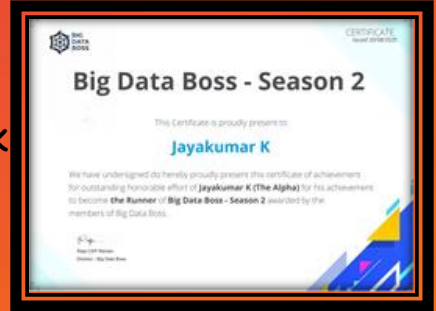 BIG
DATA
BOSS
CERTIFICATE
Big Data Boss - Season 2
This Certificate is proudly present to
Jayakumar K
We have undersigned do hereby proudly present this certificate of achievement
for outstanding honorable effort of Jayakumar K (The Alpha) for his achievement
to become the Runner of Big Data Boss - Season 2 awarded by the
members of Big Data Boss.
Director - Big Data Boss